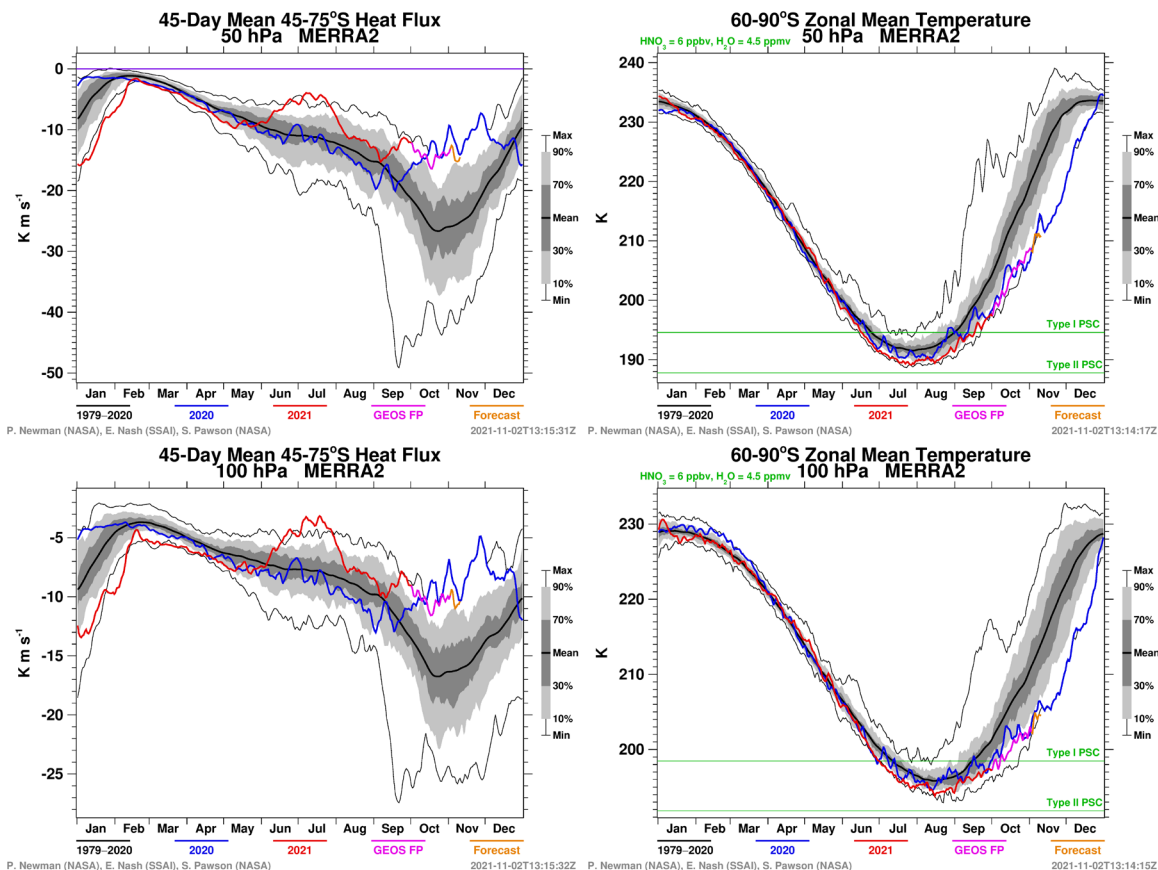 45-Day Mean 45-75°S Heat Flux
50 hPa   MERRA2
0
-10
-20
-30
-40
-50
K m s⁻¹
Max
90%
70%
Mean
30%
10%
Min
Jan Feb Mar Apr May Jun Jul Aug Sep Oct Nov Dec
1979–2020 2020 2021 GEOS FP Forecast
P. Newman (NASA), E. Nash (SSAI), S. Pawson (NASA) 2021-11-02T13:15:31Z
60-90°S Zonal Mean Temperature
50 hPa   MERRA2
HNO₃ = 6 ppbv, H₂O = 4.5 ppmv
240
230
220
210
200
190
K
Type I PSC
Type II PSC
Max
90%
70%
Mean
30%
10%
Min
Jan Feb Mar Apr May Jun Jul Aug Sep Oct Nov Dec
1979–2020 2020 2021 GEOS FP Forecast
P. Newman (NASA), E. Nash (SSAI), S. Pawson (NASA) 2021-11-02T13:14:17Z
45-Day Mean 45-75°S Heat Flux
100 hPa   MERRA2
-5
-10
-15
-20
-25
K m s⁻¹
Max
90%
70%
Mean
30%
10%
Min
Jan Feb Mar Apr May Jun Jul Aug Sep Oct Nov Dec
1979–2020 2020 2021 GEOS FP Forecast
P. Newman (NASA), E. Nash (SSAI), S. Pawson (NASA) 2021-11-02T13:15:32Z
60-90°S Zonal Mean Temperature
100 hPa   MERRA2
HNO₃ = 6 ppbv, H₂O = 4.5 ppmv
230
220
210
200
K
Type I PSC
Type II PSC
Max
90%
70%
Mean
30%
10%
Min
Jan Feb Mar Apr May Jun Jul Aug Sep Oct Nov Dec
1979–2020 2020 2021 GEOS FP Forecast
P. Newman (NASA), E. Nash (SSAI), S. Pawson (NASA) 2021-11-02T13:14:15Z